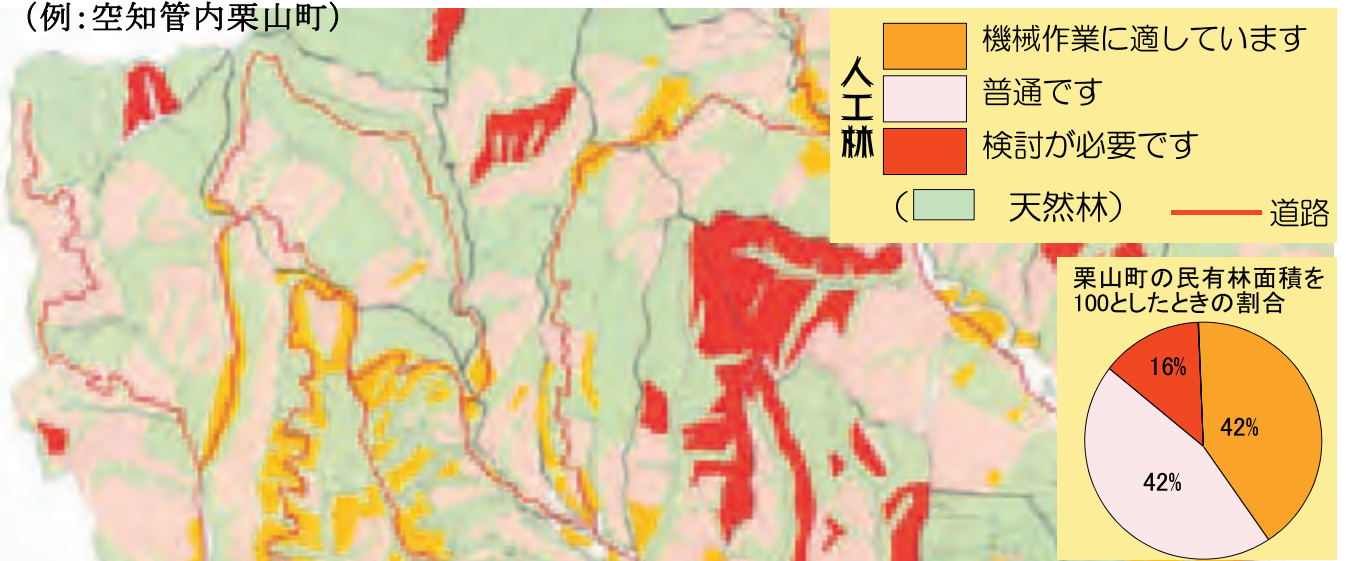 (例:空知管内栗山町)
人工林
機械作業に適しています
普通です
検討が必要です
( 天然林) 道路
栗山町の民有林面積を
100としたときの割合
16%
42%
42%